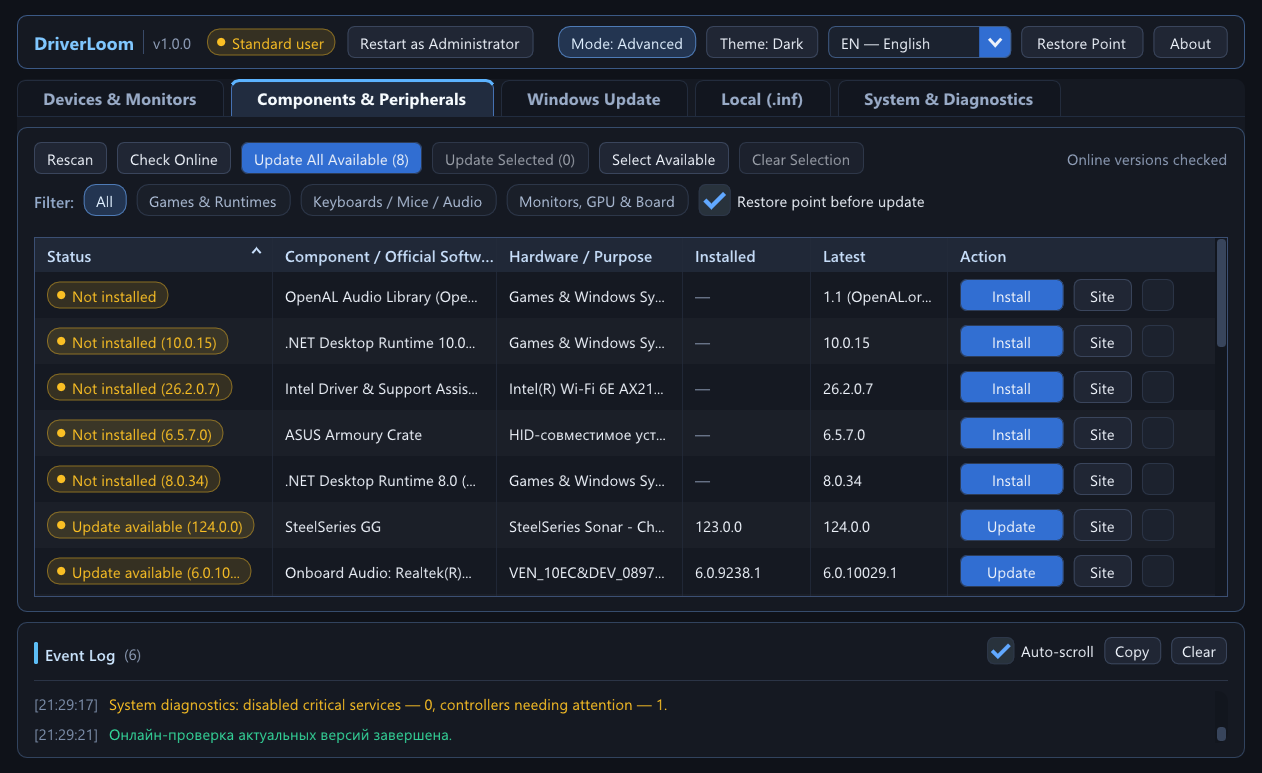 DriverLoom v1.0.0 Standard user Restart as Administrator Mode: Advanced Theme: Dark EN — English Restore Point About
Devices & Monitors Components & Peripherals Windows Update Local (.inf) System & Diagnostics
Rescan Check Online Update All Available (8) Update Selected (0) Select Available Clear Selection Online versions checked
Filter: All Games & Runtimes Keyboards / Mice / Audio Monitors, GPU & Board Restore point before update
Status Component / Official Softw... Hardware / Purpose Installed Latest Action
Not installed OpenAL Audio Library (Ope... Games & Windows Sy... — 1.1 (OpenAL.or... Install Site
Not installed (10.0.15) .NET Desktop Runtime 10.0... Games & Windows Sy... — 10.0.15 Install Site
Not installed (26.2.0.7) Intel Driver & Support Assis... Intel(R) Wi-Fi 6E AX21... — 26.2.0.7 Install Site
Not installed (6.5.7.0) ASUS Armoury Crate HID-совместимое уст... — 6.5.7.0 Install Site
Not installed (8.0.34) .NET Desktop Runtime 8.0 (... Games & Windows Sy... — 8.0.34 Install Site
Update available (124.0.0) SteelSeries GG SteelSeries Sonar - Ch... 123.0.0 124.0.0 Update Site
Update available (6.0.10... Onboard Audio: Realtek(R)... VEN_10EC&DEV_0897... 6.0.9238.1 6.0.10029.1 Update Site
Event Log (6) Auto-scroll Copy Clear
[21:29:17] System diagnostics: disabled critical services — 0, controllers needing attention — 1.
[21:29:21] Онлайн-проверка актуальных версий завершена.